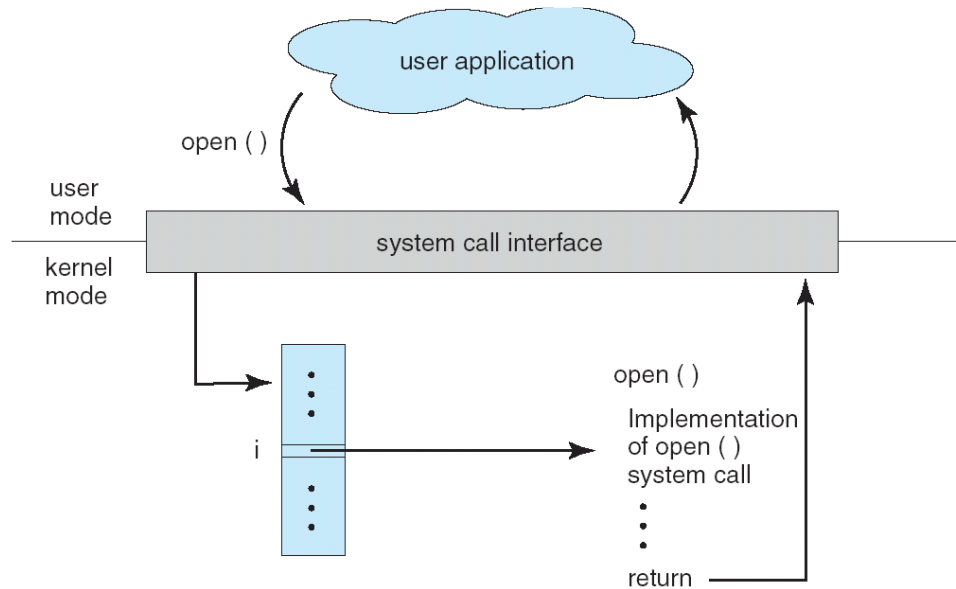 user application
open ( )
user
mode
system call interface
kernel
mode
open ( )
Implementation
of open ( )
system call
i
return